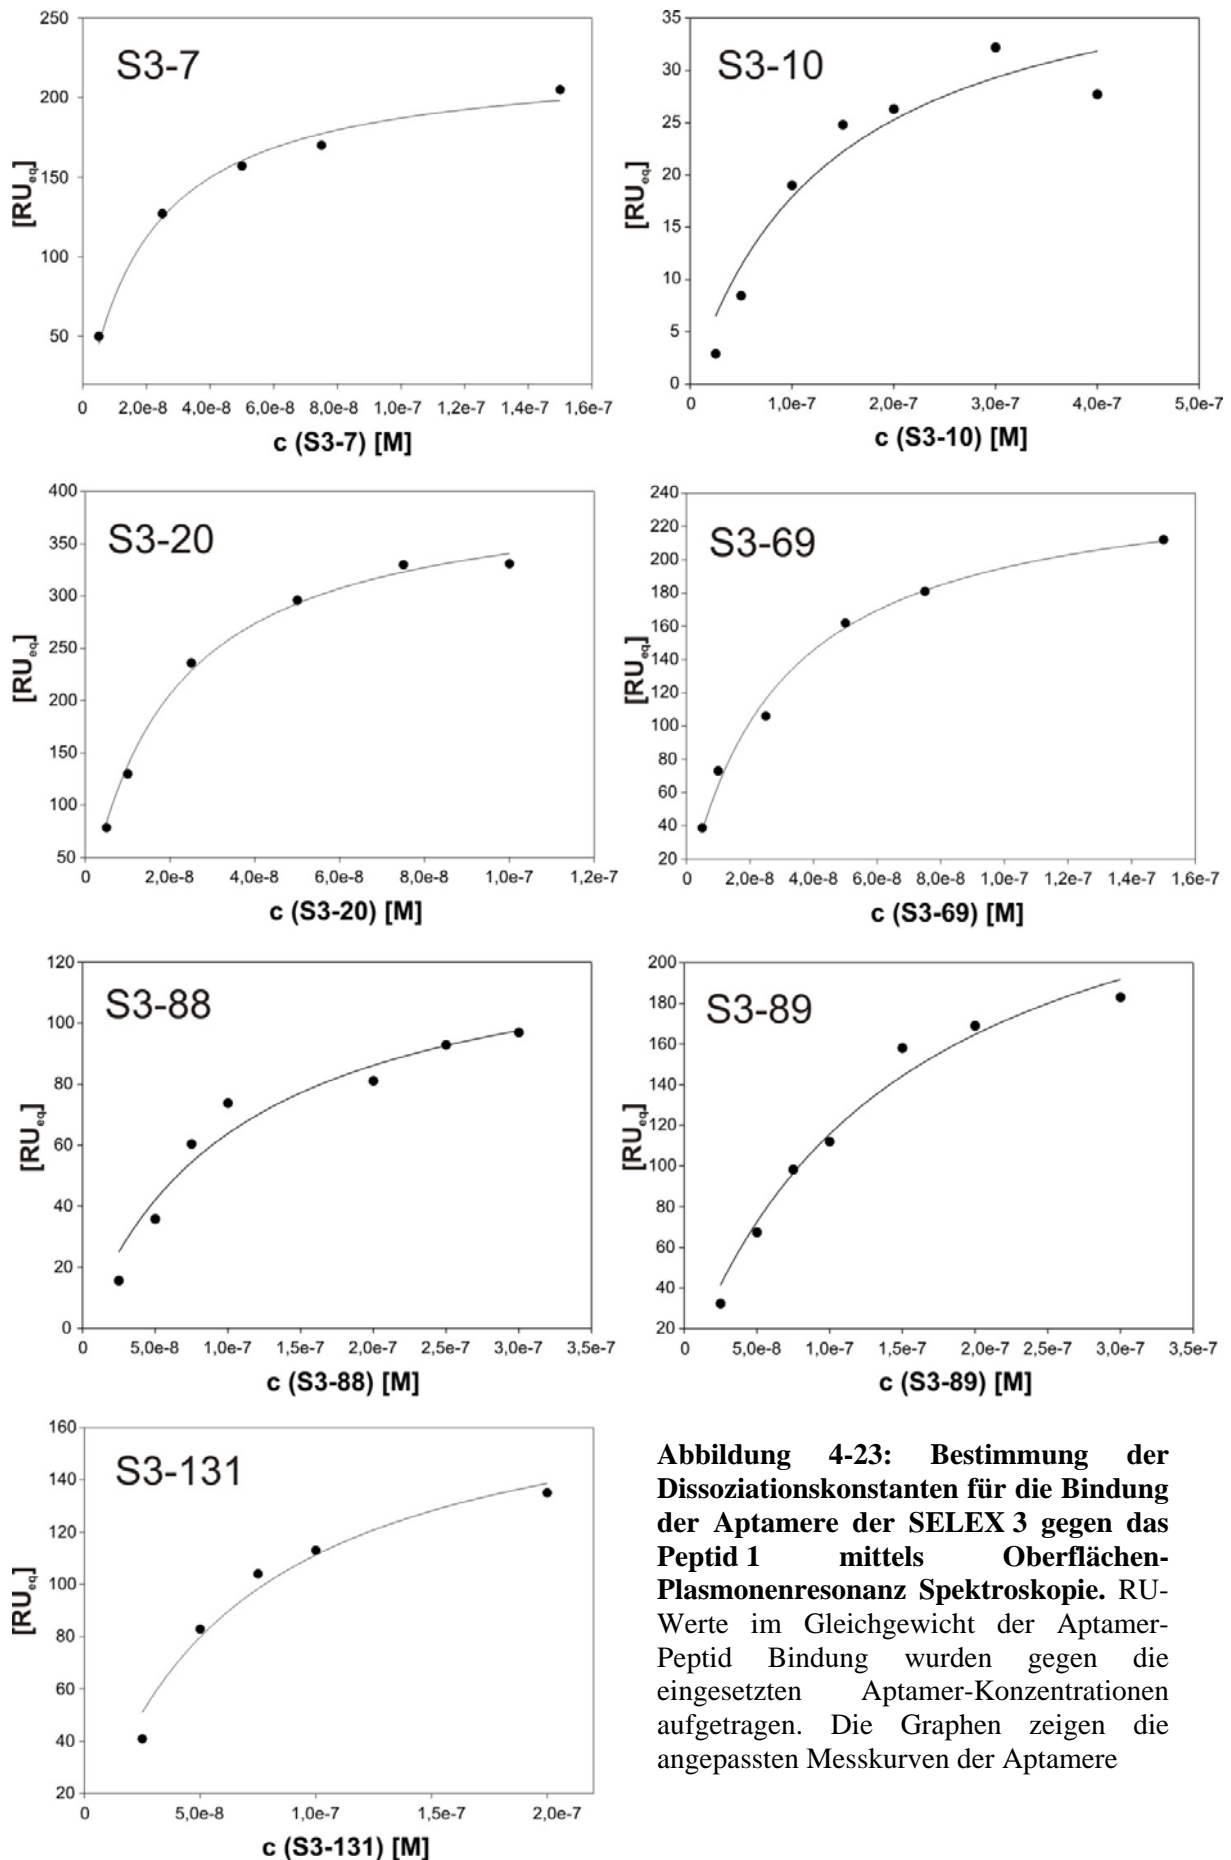 S3-7
[RUeq.]
250
200
150
100
50
0 2,0e-8 4,0e-8 6,0e-8 8,0e-8 1,0e-7 1,2e-7 1,4e-7 1,6e-7
c (S3-7) [M]
S3-10
[RUeq.]
35
30
25
20
15
10
5
0
0 1,0e-7 2,0e-7 3,0e-7 4,0e-7 5,0e-7
c (S3-10) [M]
S3-20
[RUeq.]
400
350
300
250
200
150
100
50
0 2,0e-8 4,0e-8 6,0e-8 8,0e-8 1,0e-7 1,2e-7
c (S3-20) [M]
S3-69
[RUeq.]
240
220
200
180
160
140
120
100
80
60
40
20
0 2,0e-8 4,0e-8 6,0e-8 8,0e-8 1,0e-7 1,2e-7 1,4e-7 1,6e-7
c (S3-69) [M]
S3-88
[RUeq.]
120
100
80
60
40
20
0
0 5,0e-8 1,0e-7 1,5e-7 2,0e-7 2,5e-7 3,0e-7 3,5e-7
c (S3-88) [M]
S3-89
[RUeq.]
200
180
160
140
120
100
80
60
40
20
0 5,0e-8 1,0e-7 1,5e-7 2,0e-7 2,5e-7 3,0e-7 3,5e-7
c (S3-89) [M]
S3-131
[RUeq.]
160
140
120
100
80
60
40
20
0 5,0e-8 1,0e-7 1,5e-7 2,0e-7
c (S3-131) [M]
Abbildung 4-23: Bestimmung der
Dissoziationskonstanten für die Bindung
der Aptamere der SELEX 3 gegen das
Peptid 1 mittels Oberflächen-
Plasmonenresonanz Spektroskopie. RU-
Werte im Gleichgewicht der Aptamer-
Peptid Bindung wurden gegen die
eingesetzten Aptamer-Konzentrationen
aufgetragen. Die Graphen zeigen die
angepassten Messkurven der Aptamere